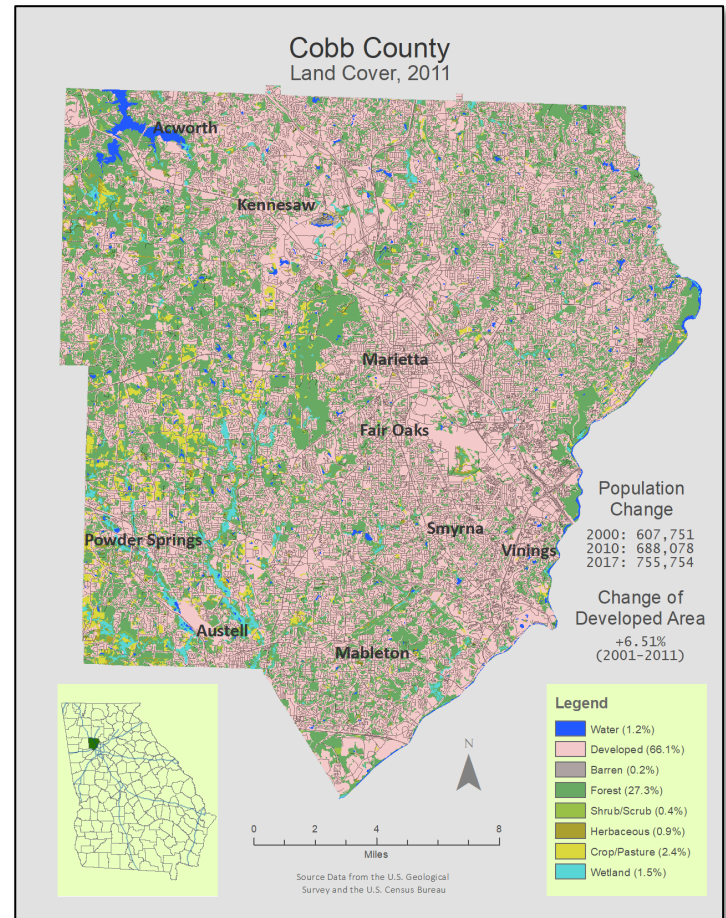 Cobb County
Land Cover, 2011
Acworth
Kennesaw
Marietta
Fair Oaks
Smyrna
Vinings
Powder Springs
Austell
Mableton
Population
Change
2000: 607,751
2010: 688,078
2017: 755,754
Change of
Developed Area
+6.51%
(2001-2011)
Legend
Water (1.2%)
Developed (66.1%)
Barren (0.2%)
Forest (27.3%)
Shrub/Scrub (0.4%)
Herbaceous (0.9%)
Crop/Pasture (2.4%)
Wetland (1.5%)
N
0 2 4 6 8
Miles
Source Data from the U.S. Geological
Survey and the U.S. Census Bureau